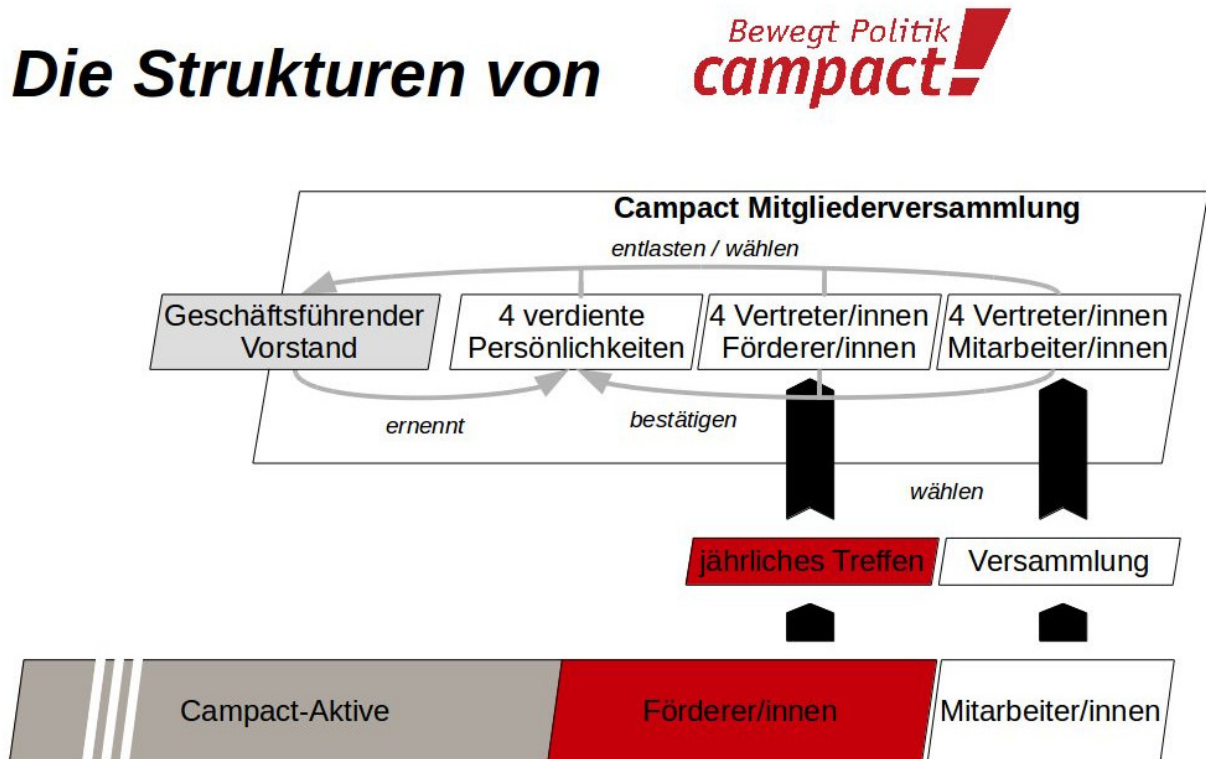 Die Strukturen von
Bewegt Politik
campact!
Campact Mitgliederversammlung
entlasten / wählen
Geschäftsführender
Vorstand
4 verdiente
Persönlichkeiten
4 Vertreter/innen
Förderer/innen
4 Vertreter/innen
Mitarbeiter/innen
ernennt
bestätigen
wählen
jährliches Treffen
Versammlung
Campact-Aktive
Förderer/innen
Mitarbeiter/innen